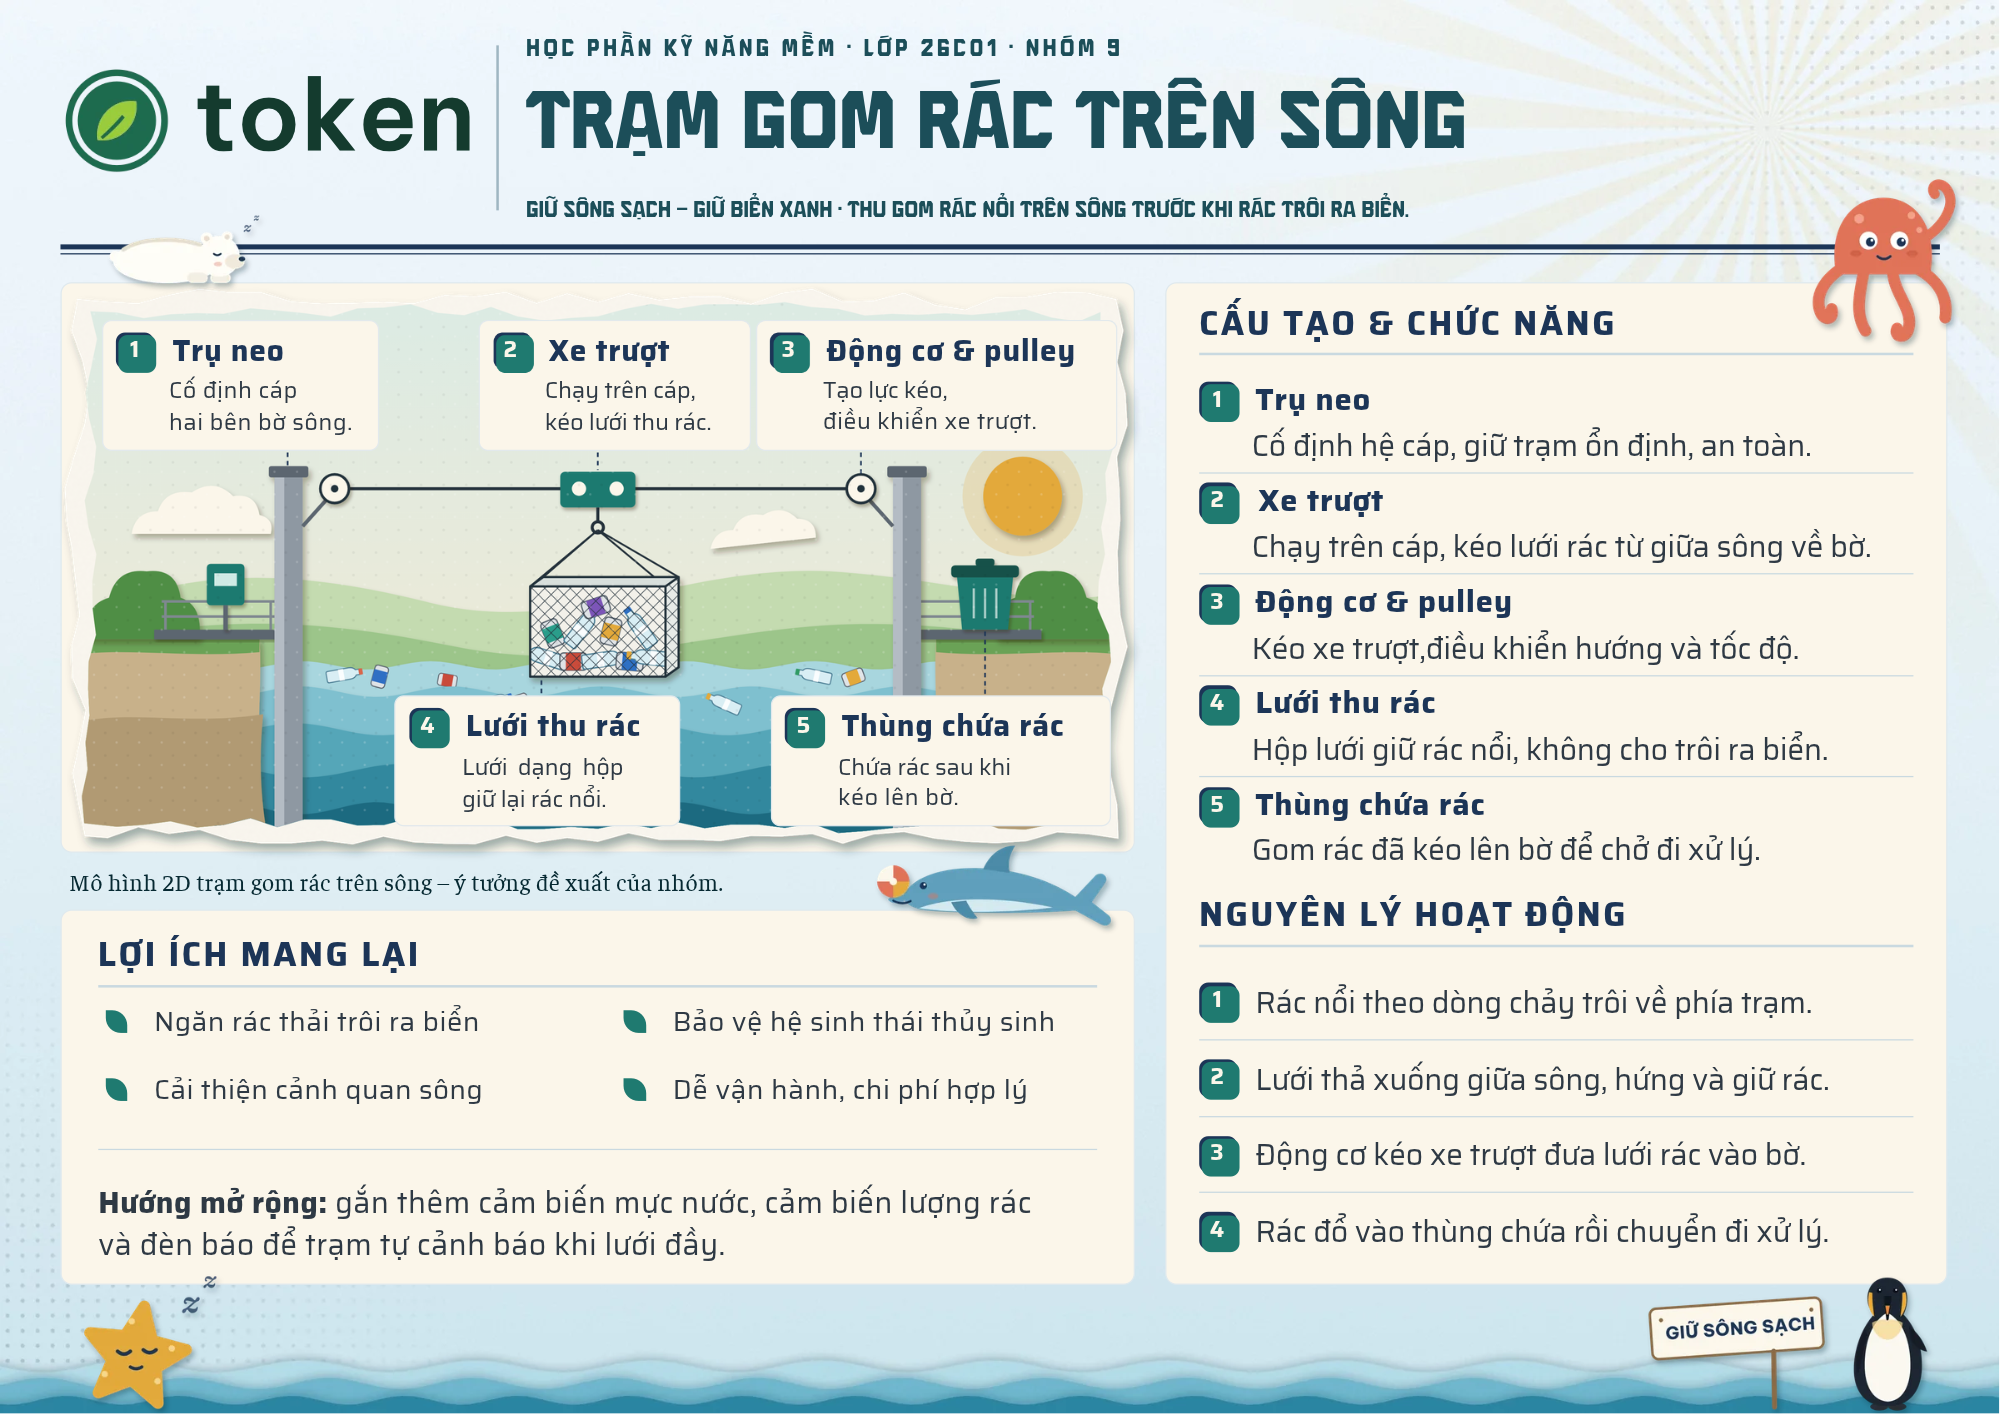 token
HỌC PHẦN KỸ NĂNG MỀM · LỚP 26C01 · NHÓM 9
TRẠM GOM RÁC TRÊN SÔNG
GIỮ SÔNG SẠCH – GIỮ BIỂN XANH · THU GOM RÁC NỔI TRÊN SÔNG TRƯỚC KHI RÁC TRÔI RA BIỂN.
z z
1 Trụ neo
Cố định cáp
hai bên bờ sông.
2 Xe trượt
Chạy trên cáp,
kéo lưới thu rác.
3 Động cơ & pulley
Tạo lực kéo,
điều khiển xe trượt.
4 Lưới thu rác
Lưới dạng hộp
giữ lại rác nổi.
5 Thùng chứa rác
Chứa rác sau khi
kéo lên bờ.
Mô hình 2D trạm gom rác trên sông – ý tưởng đề xuất của nhóm.
LỢI ÍCH MANG LẠI
Ngăn rác thải trôi ra biển
Bảo vệ hệ sinh thái thủy sinh
Cải thiện cảnh quan sông
Dễ vận hành, chi phí hợp lý
Hướng mở rộng: gắn thêm cảm biến mực nước, cảm biến lượng rác
và đèn báo để trạm tự cảnh báo khi lưới đầy.
CẤU TẠO & CHỨC NĂNG
1 Trụ neo
Cố định hệ cáp, giữ trạm ổn định, an toàn.
2 Xe trượt
Chạy trên cáp, kéo lưới rác từ giữa sông về bờ.
3 Động cơ & pulley
Kéo xe trượt,điều khiển hướng và tốc độ.
4 Lưới thu rác
Hộp lưới giữ rác nổi, không cho trôi ra biển.
5 Thùng chứa rác
Gom rác đã kéo lên bờ để chở đi xử lý.
NGUYÊN LÝ HOẠT ĐỘNG
1 Rác nổi theo dòng chảy trôi về phía trạm.
2 Lưới thả xuống giữa sông, hứng và giữ rác.
3 Động cơ kéo xe trượt đưa lưới rác vào bờ.
4 Rác đổ vào thùng chứa rồi chuyển đi xử lý.
z z
GIỮ SÔNG SẠCH